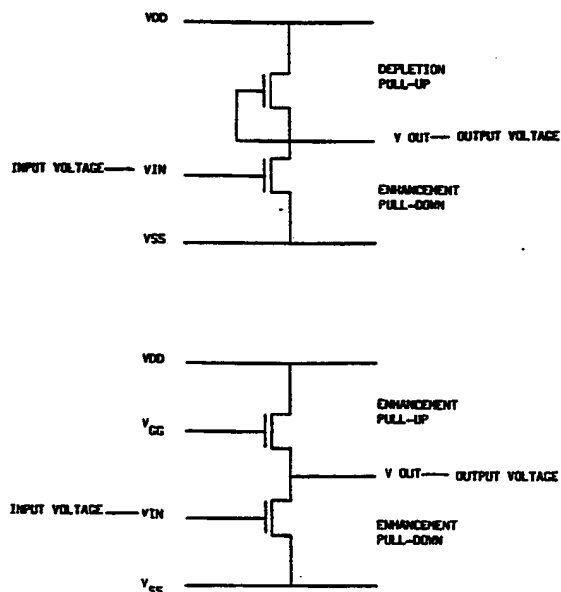 VDD
DEPLETION
PULL-UP
V OUT — OUTPUT VOLTAGE
INPUT VOLTAGE — VIN
ENHANCEMENT
PULL-DOWN
VSS
VDD
ENHANCEMENT
PULL-UP
VGG
V OUT — OUTPUT VOLTAGE
INPUT VOLTAGE — VIN
ENHANCEMENT
PULL-DOWN
VSS